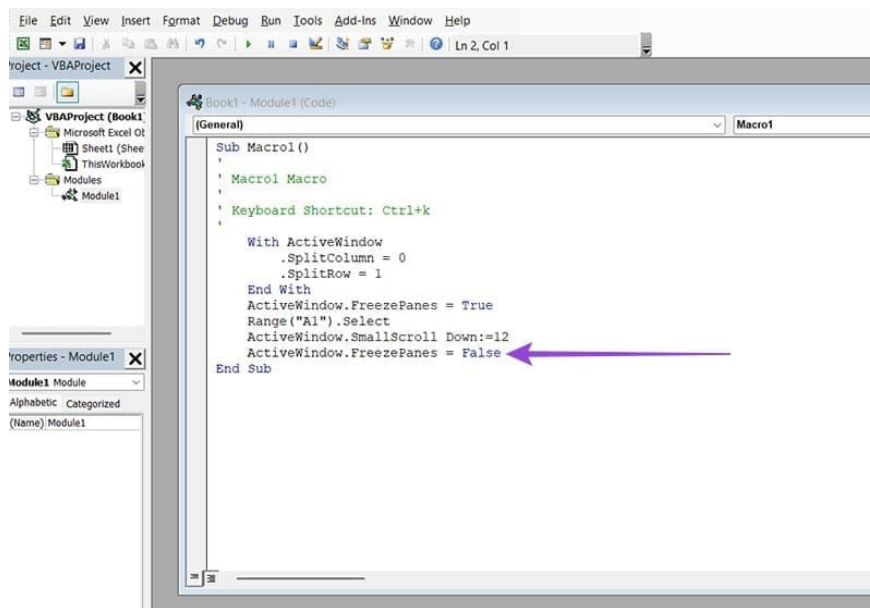 File Edit View Insert Format Debug Run Tools Add-Ins Window Help
Ln 2, Col 1
Project - VBAProject
VBAProject (Book1
Microsoft Excel Ob
Sheet1 (Shee
ThisWorkbook
Modules
Module1
Book1 - Module1 (Code)
(General) Macro1
Sub Macro1()
'
' Macro1 Macro
'
' Keyboard Shortcut: Ctrl+k
'
With ActiveWindow
.SplitColumn = 0
.SplitRow = 1
End With
ActiveWindow.FreezePanes = True
Range("A1").Select
ActiveWindow.SmallScroll Down:=12
ActiveWindow.FreezePanes = False
End Sub
Properties - Module1
Module1 Module
Alphabetic Categorized
(Name) Module1